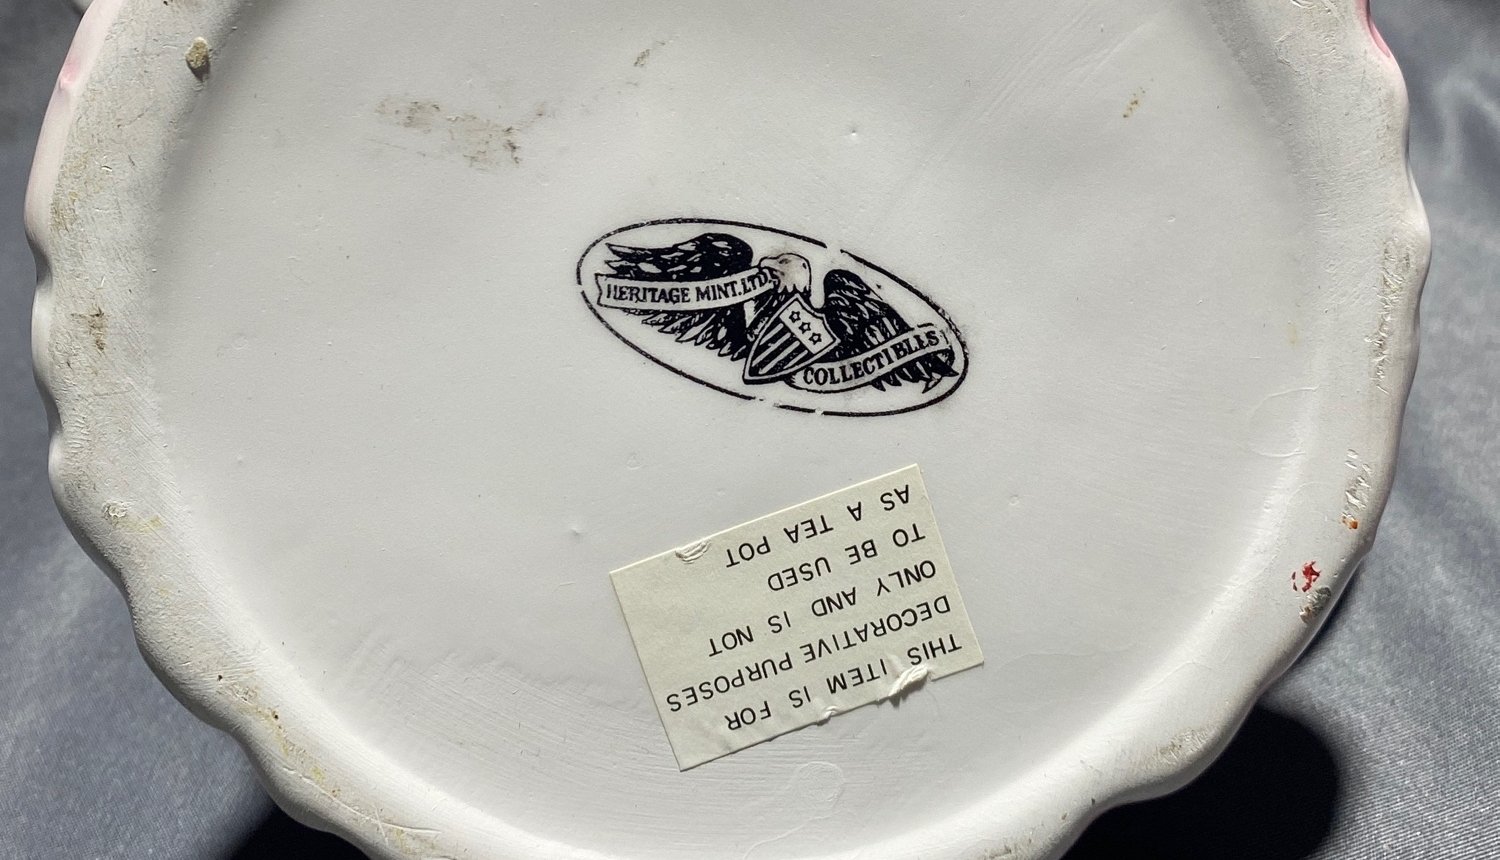 HERITAGE MINT.LTD.
COLLECTIBLES
THIS ITEM IS FOR
DECORATIVE PURPOSES
ONLY AND IS NOT
TO BE USED
AS A TEA POT